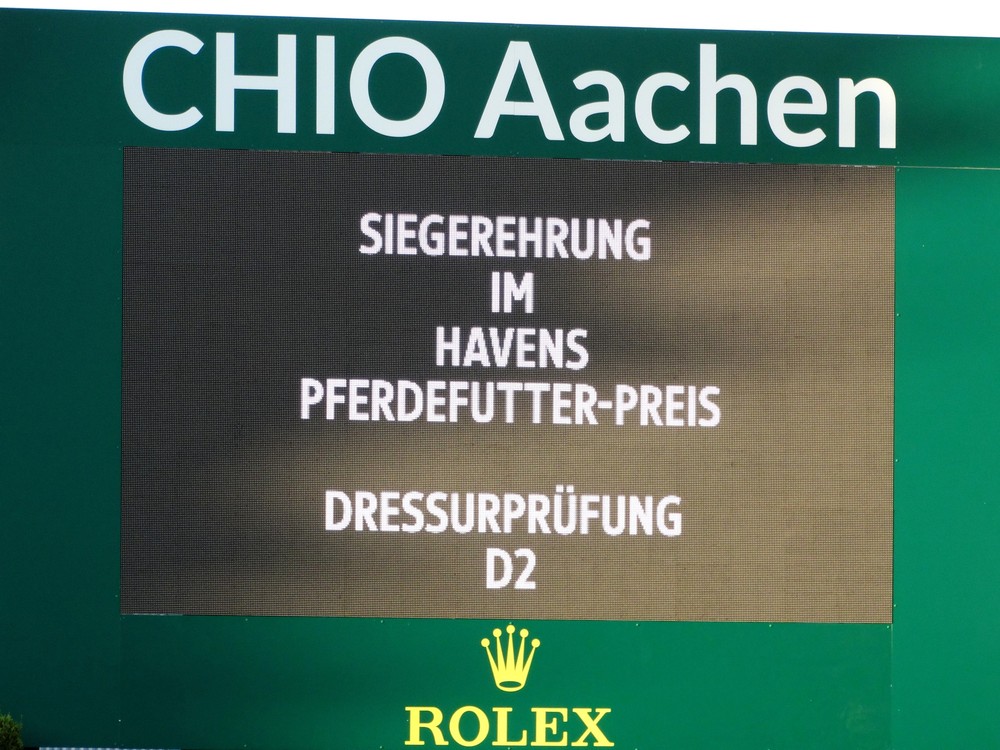 CHIO Aachen
SIEGEREHRUNG
IM
HAVENS
PFERDEFUTTER-PREIS
DRESSURPRÜFUNG
D2
ROLEX